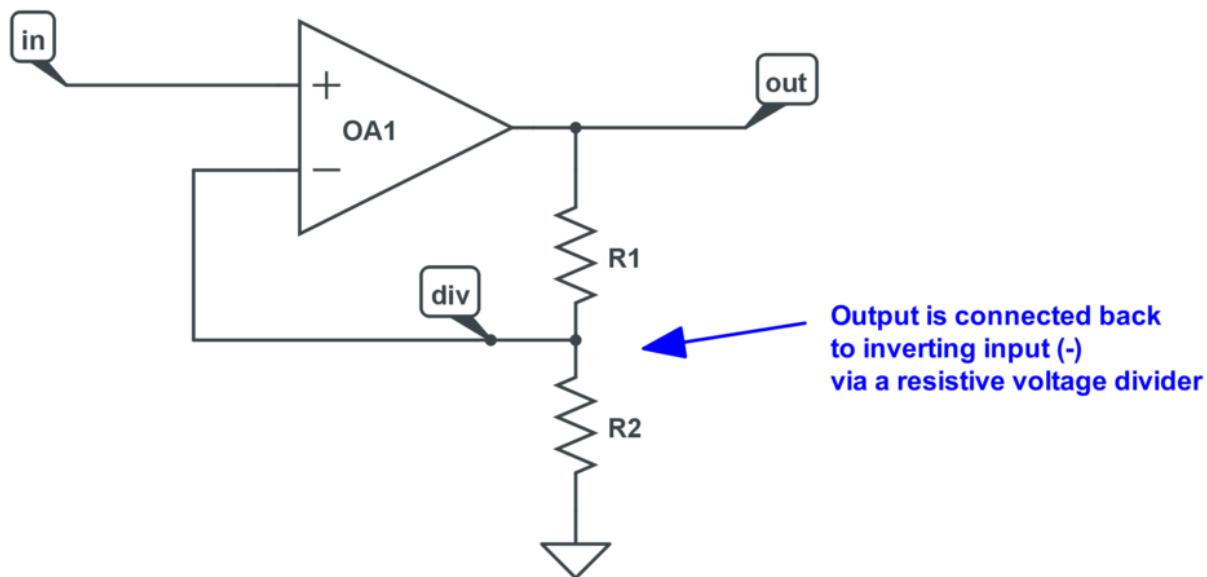 in
out
+
OA1
−
R1
div
Output is connected back
to inverting input (-)
via a resistive voltage divider
R2